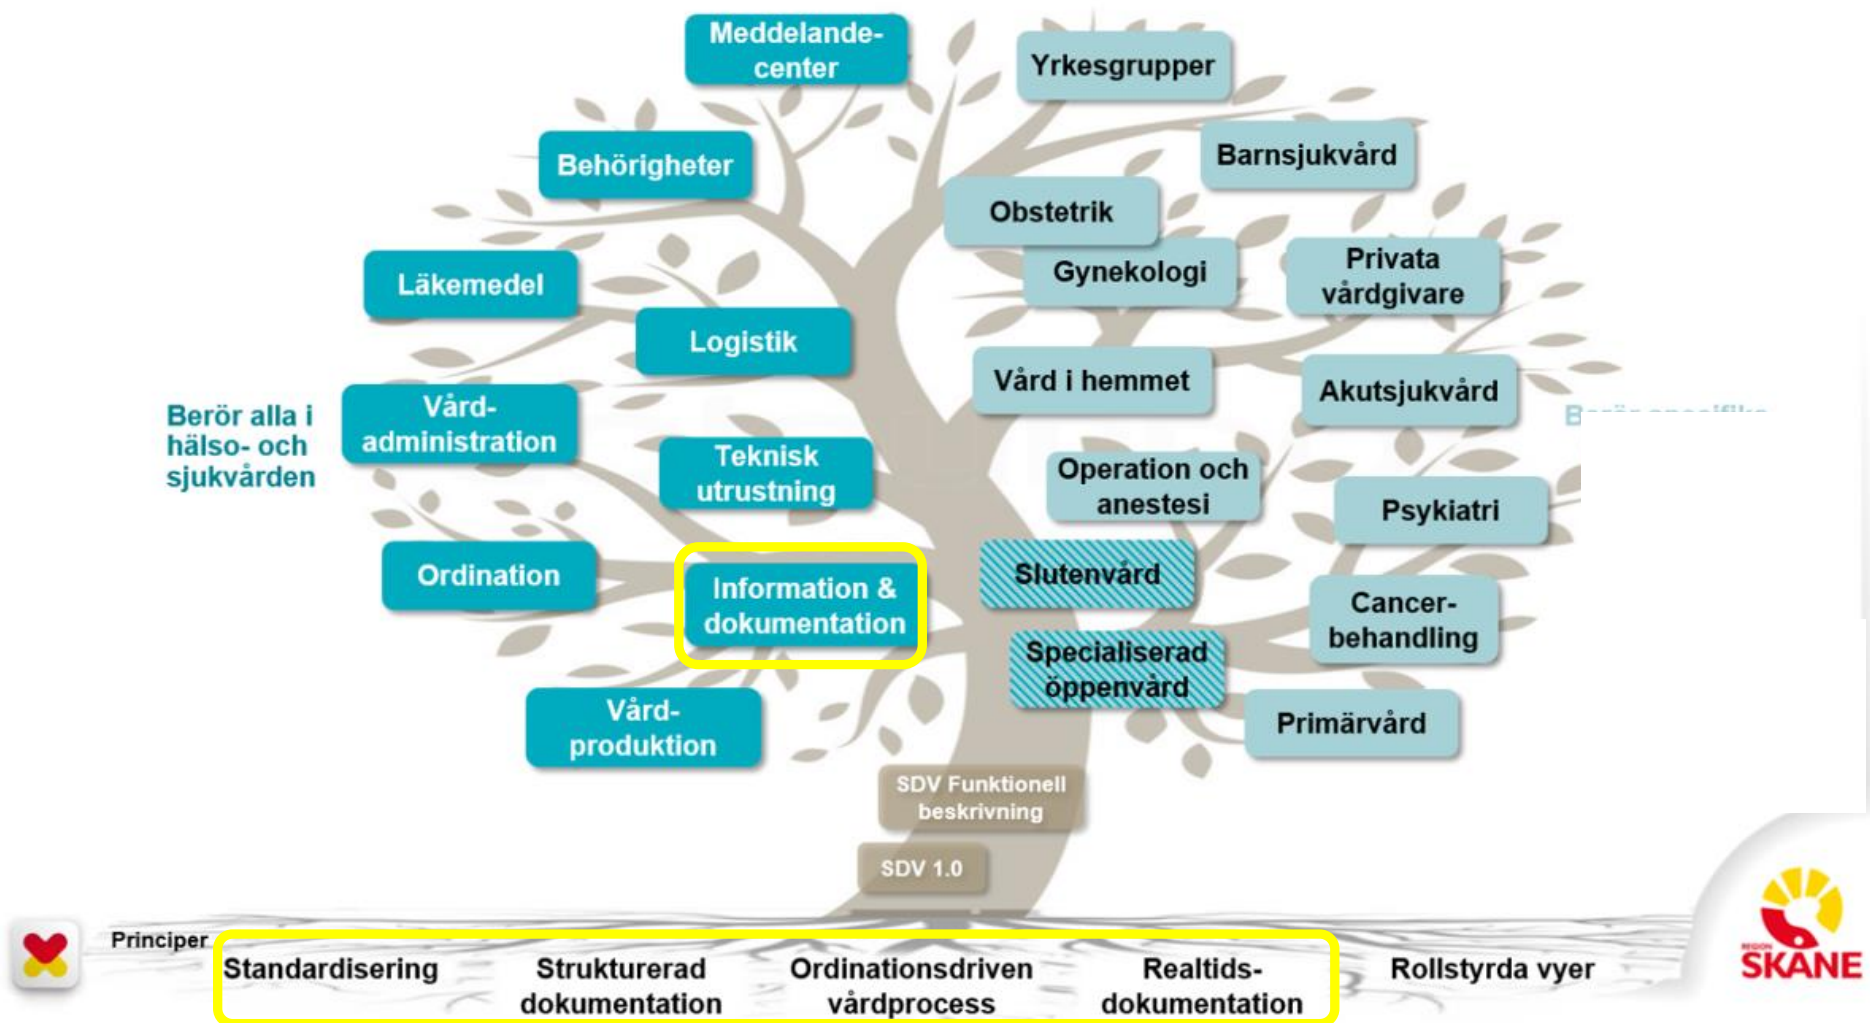 Meddelande-
center
Yrkesgrupper
Behörigheter
Barnsjukvård
Obstetrik
Läkemedel
Gynekologi
Privata
vårdgivare
Logistik
Vård i hemmet
Akutsjukvård
Berör alla i
hälso- och
sjukvården
Vård-
administration
Teknisk
utrustning
Operation och
anestesi
Psykiatri
Ordination
Information &
dokumentation
Slutenvård
Cancer-
behandling
Specialiserad
öppenvård
Vård-
produktion
Primärvård
SDV Funktionell
beskrivning
SDV 1.0
Principer
Standardisering
Strukturerad
dokumentation
Ordinationsdriven
vårdprocess
Realtids-
dokumentation
Rollstyrda vyer
REGION
SKÅNE